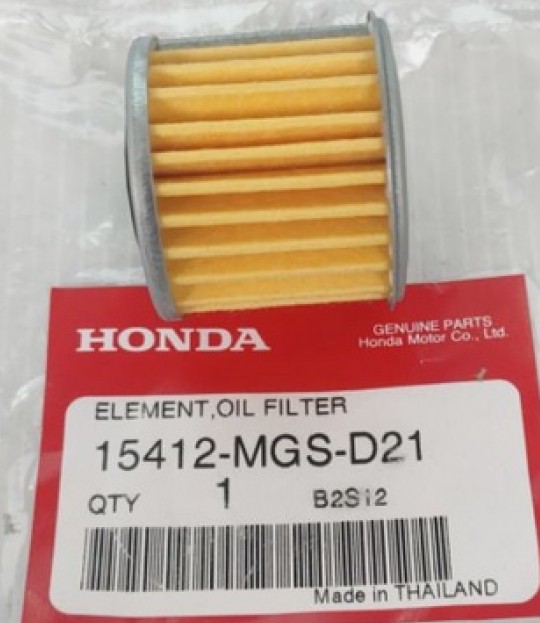 HONDA
GENUINE PARTS
Honda Motor Co., Ltd.
ELEMENT,OIL FILTER
15412-MGS-D21
QTY 1 B2S12
Made in THAILAND